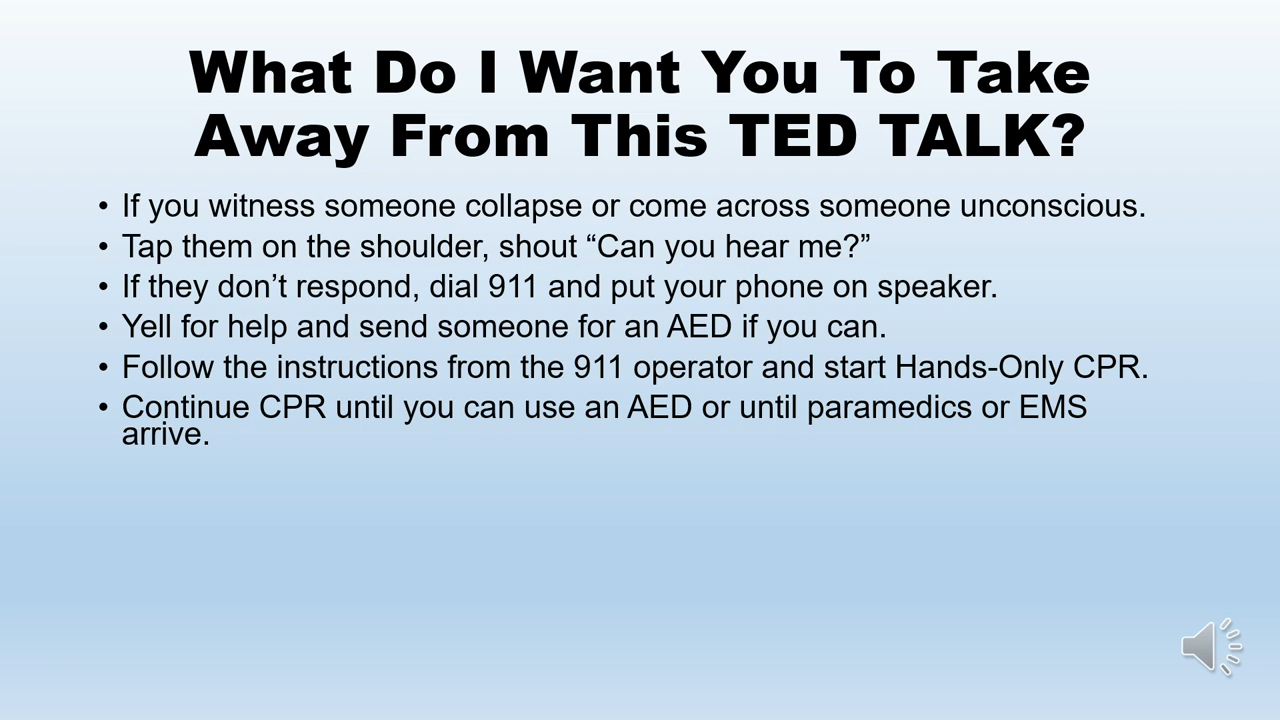 What Do I Want You To Take
Away From This TED TALK?
• If you witness someone collapse or come across someone unconscious.
• Tap them on the shoulder, shout “Can you hear me?”
• If they don’t respond, dial 911 and put your phone on speaker.
• Yell for help and send someone for an AED if you can.
• Follow the instructions from the 911 operator and start Hands-Only CPR.
• Continue CPR until you can use an AED or until paramedics or EMS
arrive.